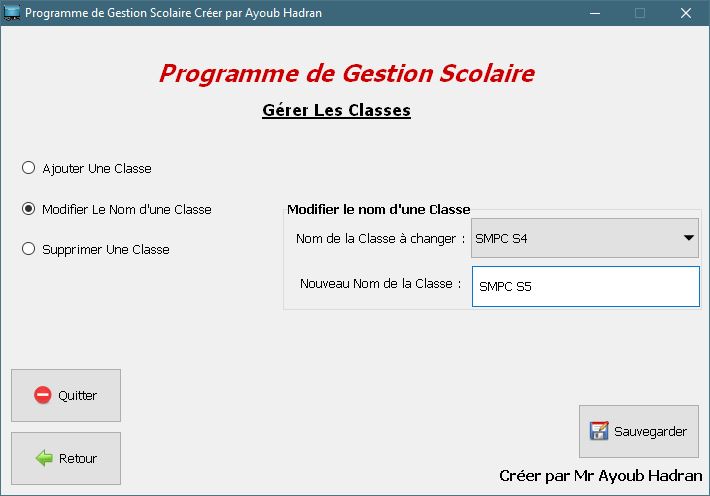 Programme de Gestion Scolaire Créer par Ayoub Hadran
Programme de Gestion Scolaire
Gérer Les Classes
Ajouter Une Classe
Modifier Le Nom d'une Classe
Supprimer Une Classe
Modifier le nom d'une Classe
Nom de la Classe à changer : SMPC S4
Nouveau Nom de la Classe : SMPC S5
Quitter
Retour
Sauvegarder
Créer par Mr Ayoub Hadran